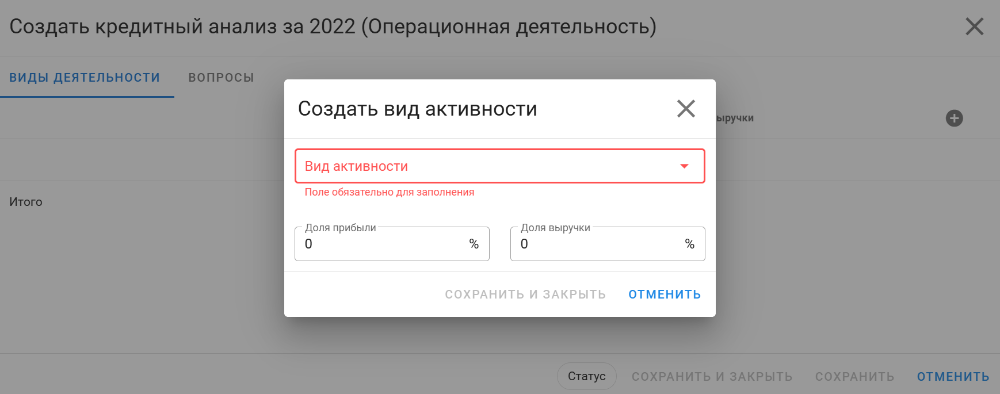 Создать кредитный анализ за 2022 (Операционная деятельность)
ВИДЫ ДЕЯТЕЛЬНОСТИ
ВОПРОСЫ
Создать вид активности
ыручки
Вид активности
Поле обязательно для заполнения
Итого
Доля прибыли
Доля выручки
0 %
0 %
СОХРАНИТЬ И ЗАКРЫТЬ
ОТМЕНИТЬ
Статус
СОХРАНИТЬ И ЗАКРЫТЬ
СОХРАНИТЬ
ОТМЕНИТЬ